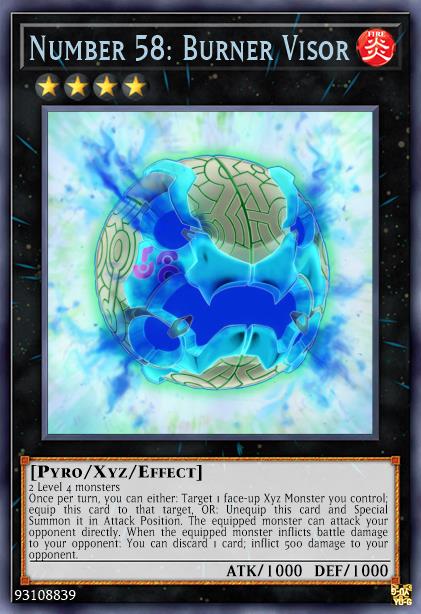 Number 58: Burner Visor
FIRE
炎
58
[Pyro/Xyz/Effect]
2 Level 4 monsters
Once per turn, you can either: Target 1 face-up Xyz Monster you control;
equip this card to that target, OR: Unequip this card and Special
Summon it in Attack Position. The equipped monster can attack your
opponent directly. When the equipped monster inflicts battle damage
to your opponent: You can discard 1 card; inflict 500 damage to your
opponent.
ATK/1000 DEF/1000
93108839